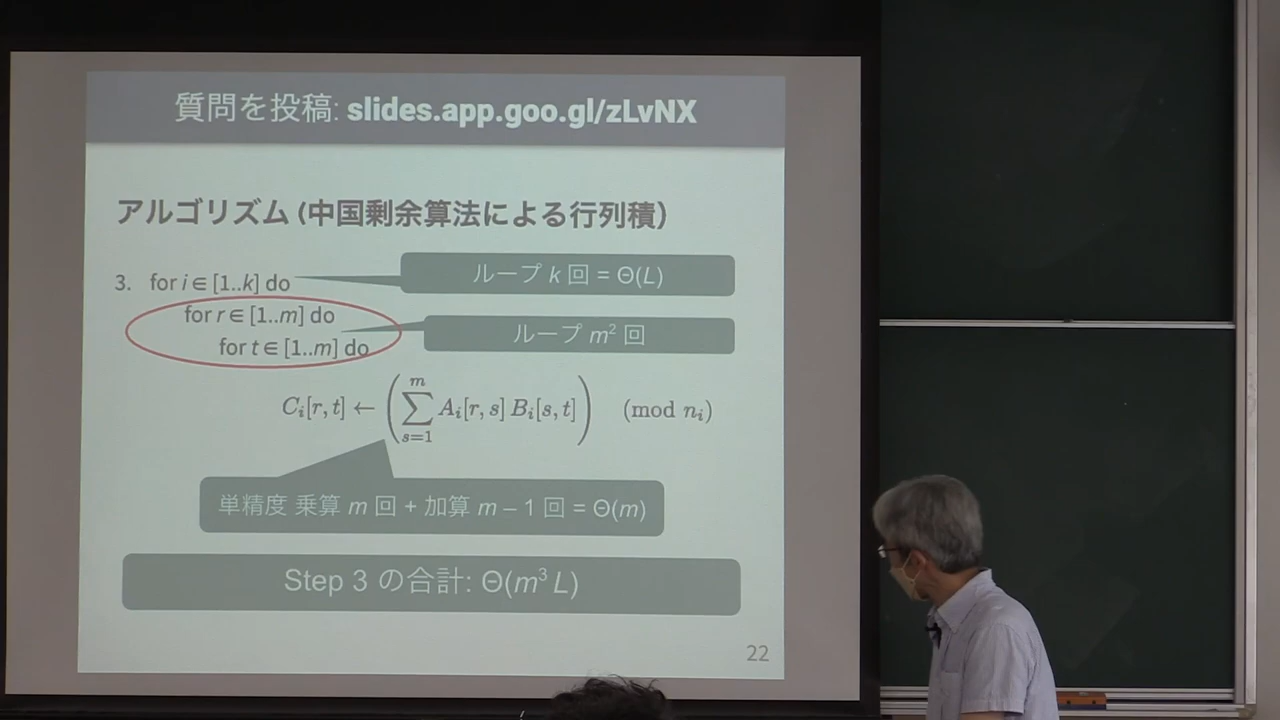 質問を投稿: slides.app.goo.gl/zLvNX
アルゴリズム (中国剰余算法による行列積)
3. for i ∈ [1..k] do
ループ k 回 = Θ(L)
for r ∈ [1..m] do
ループ m² 回
for t ∈ [1..m] do
C_i[r, t] ← (∑_{s=1}^{m} A_i[r, s] B_i[s, t]) (mod n_i)
単精度 乗算 m 回 + 加算 m – 1 回 = Θ(m)
Step 3 の合計: Θ(m³ L)
22